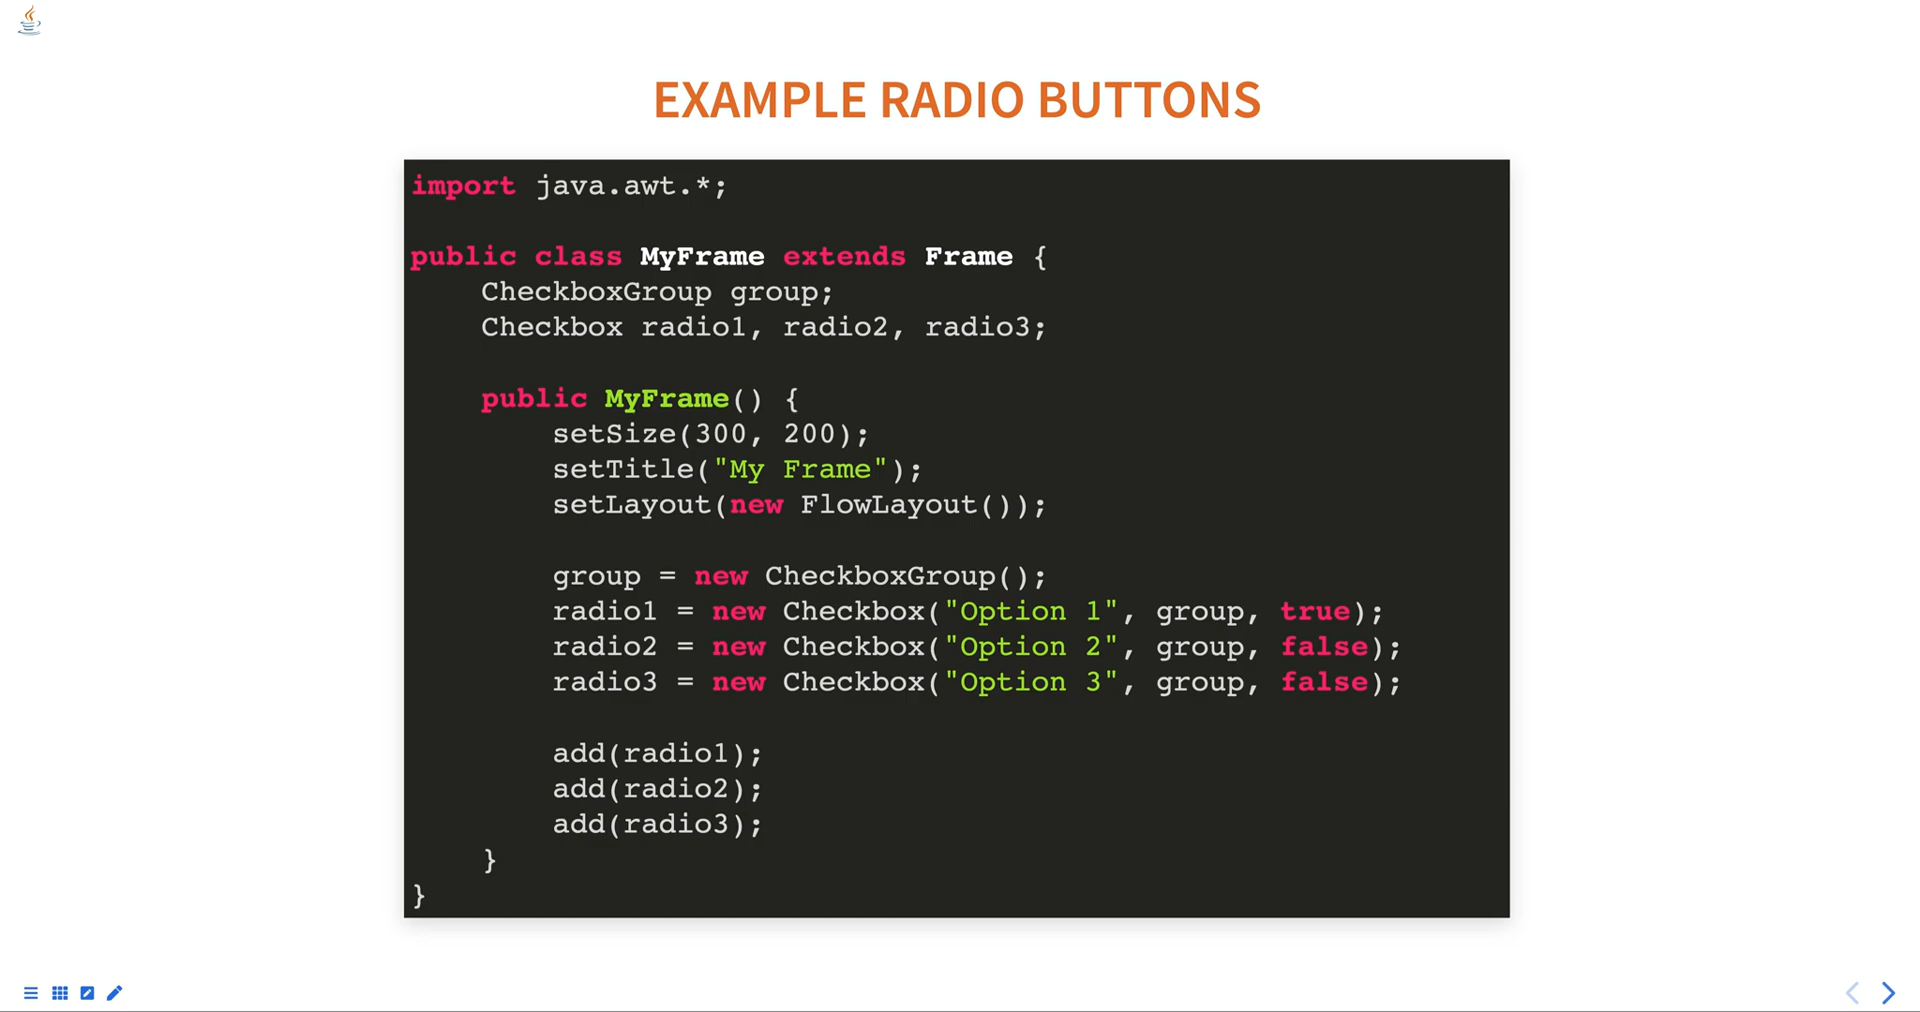 EXAMPLE RADIO BUTTONS
import java.awt.*;
public class MyFrame extends Frame {
CheckboxGroup group;
Checkbox radio1, radio2, radio3;
public MyFrame() {
setSize(300, 200);
setTitle("My Frame");
setLayout(new FlowLayout());
group = new CheckboxGroup();
radio1 = new Checkbox("Option 1", group, true);
radio2 = new Checkbox("Option 2", group, false);
radio3 = new Checkbox("Option 3", group, false);
add(radio1);
add(radio2);
add(radio3);
}
}